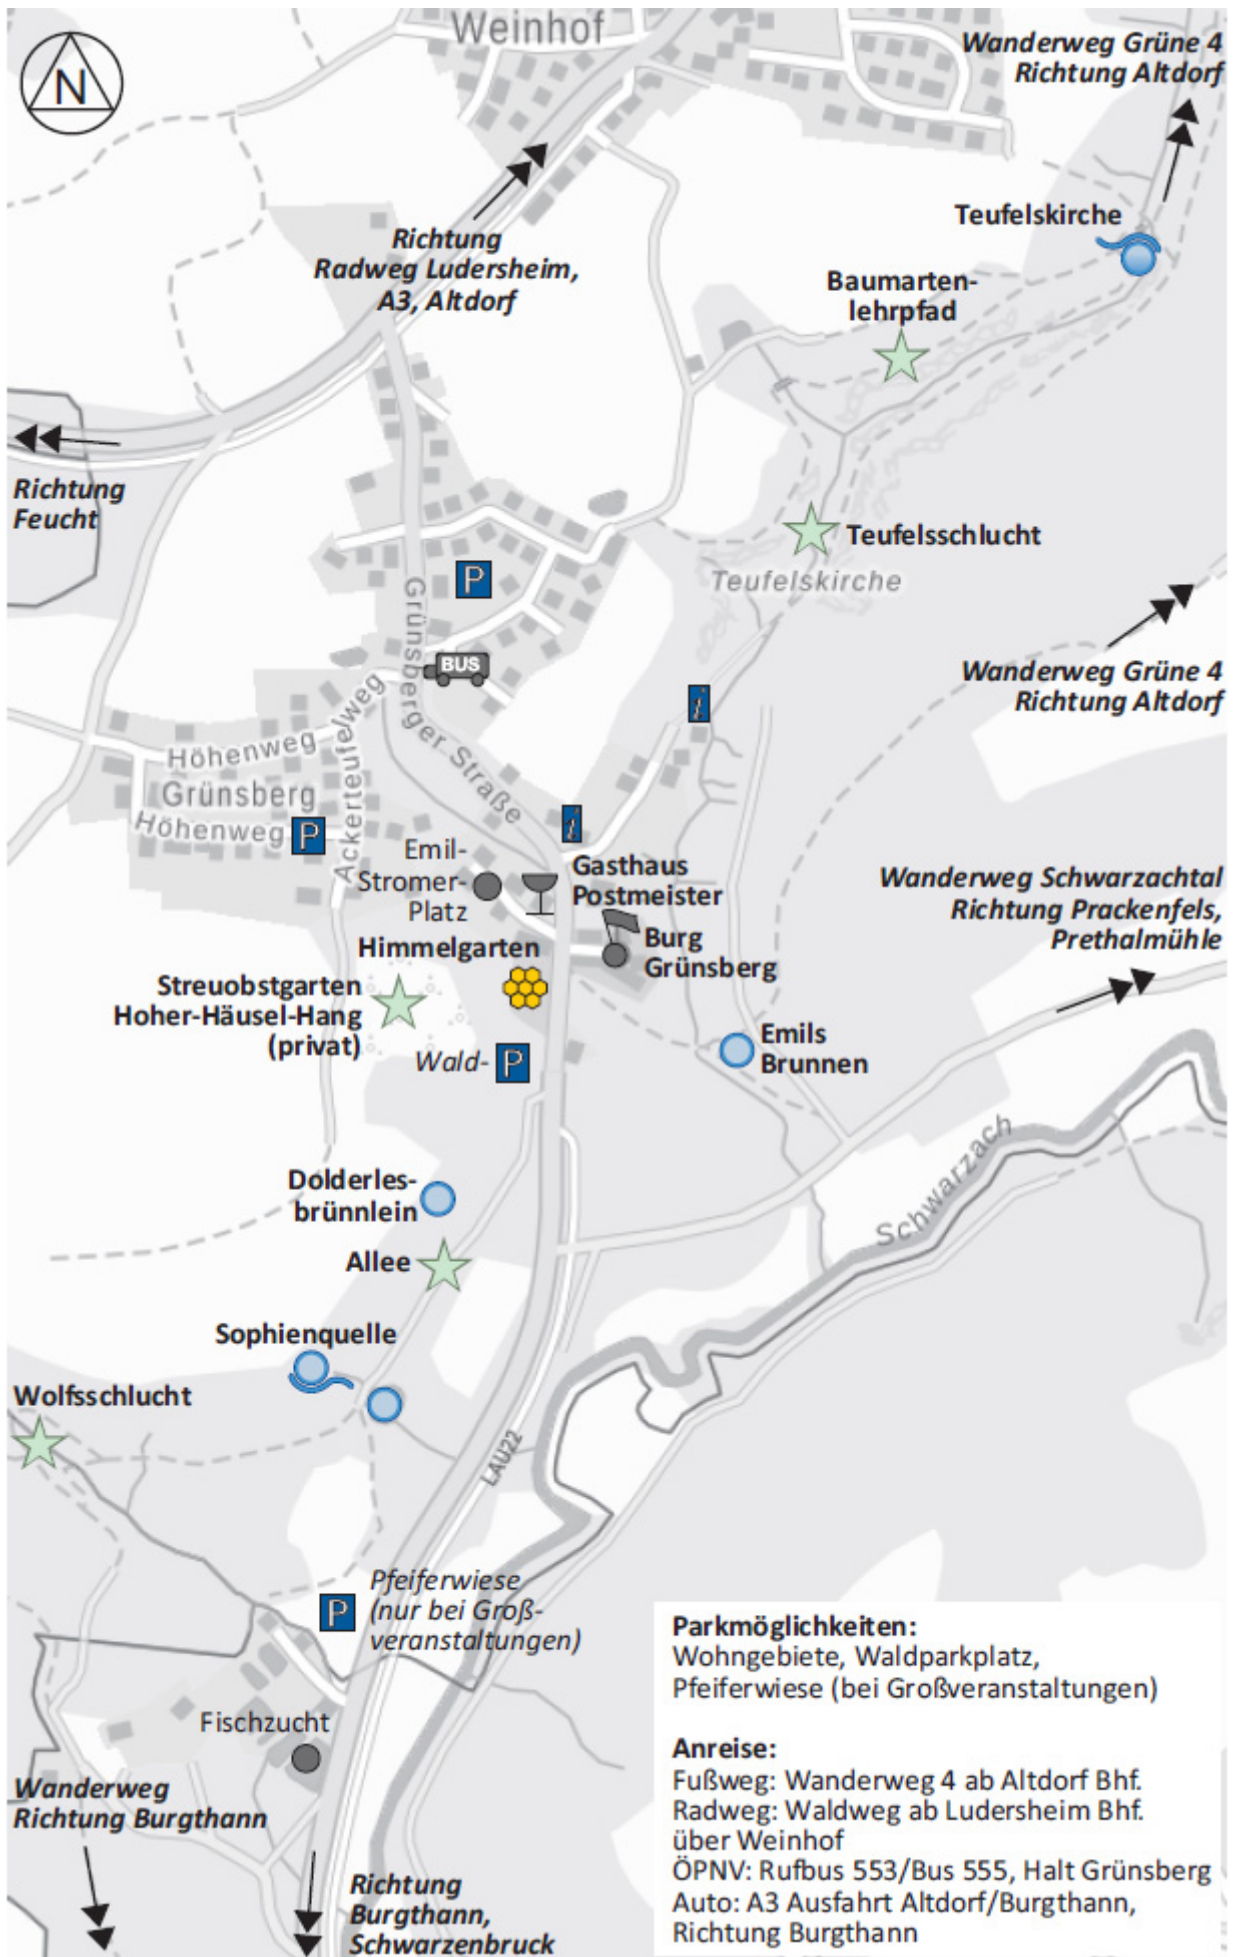 Weinhof
Wanderweg Grüne 4
Richtung Altdorf
N
Teufelskirche
Richtung
Radweg Ludersheim,
A3, Altdorf
Baumarten-
lehrpfad
Richtung
Feucht
Teufelsschlucht
Teufelskirche
P
Grünsberger Straße
BUS
Wanderweg Grüne 4
Richtung Altdorf
i
Höhenweg
Ackerteufelweg
Grünsberg
Höhenweg
P
i
Emil-
Stromer-
Platz
Gasthaus
Postmeister
Wanderweg Schwarzachtal
Richtung Prackenfels,
Prethalmühle
Himmelgarten
Burg
Grünsberg
Streuobstgarten
Hoher-Häusel-Hang
(privat)
Wald-
P
Emils
Brunnen
Schwarzach
Dolderles-
brünnlein
Allee
Sophienquelle
Wolfsschlucht
LAU22
P
Pfeiferwiese
(nur bei Groß-
veranstaltungen)
Fischzucht
Wanderweg
Richtung Burgthann
Richtung
Burgthann,
Schwarzenbruck
Parkmöglichkeiten:
Wohngebiete, Waldparkplatz,
Pfeiferwiese (bei Großveranstaltungen)
Anreise:
Fußweg: Wanderweg 4 ab Altdorf Bhf.
Radweg: Waldweg ab Ludersheim Bhf.
über Weinhof
ÖPNV: Rufbus 553/Bus 555, Halt Grünsberg
Auto: A3 Ausfahrt Altdorf/Burgthann,
Richtung Burgthann